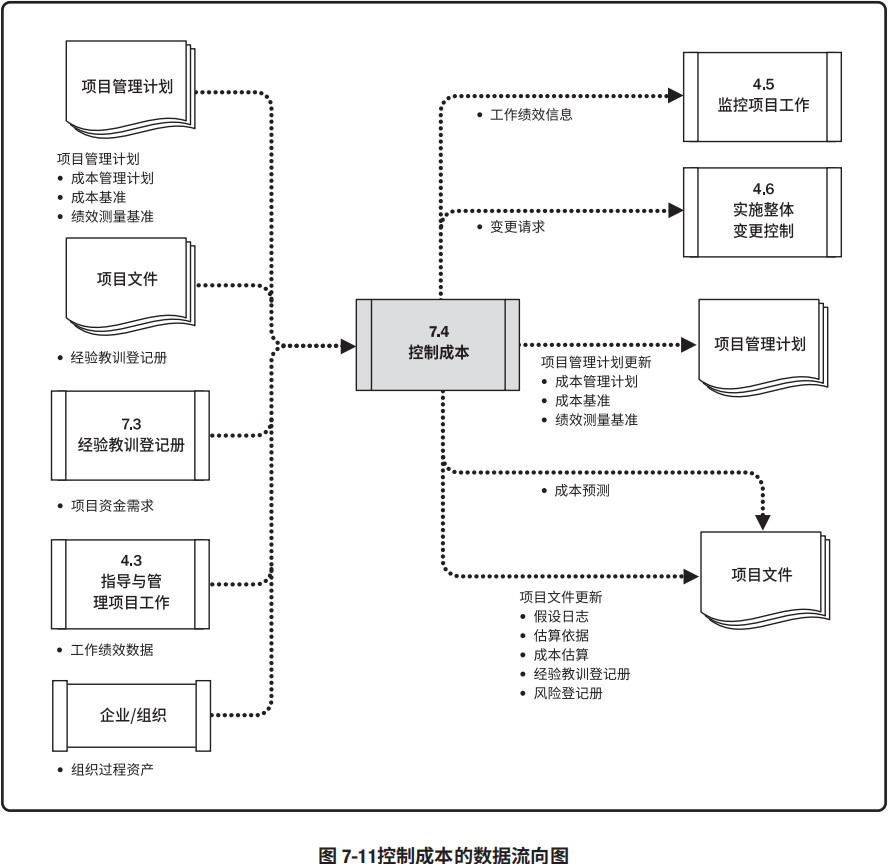 项目管理计划
项目管理计划
• 成本管理计划
• 成本基准
• 绩效测量基准
项目文件
• 经验教训登记册
7.3
经验教训登记册
• 项目资金需求
4.3
指导与管
理项目工作
• 工作绩效数据
企业/组织
• 组织过程资产
7.4
控制成本
• 工作绩效信息
4.5
监控项目工作
• 变更请求
4.6
实施整体
变更控制
项目管理计划更新
• 成本管理计划
• 成本基准
• 绩效测量基准
项目管理计划
• 成本预测
项目文件
项目文件更新
• 假设日志
• 估算依据
• 成本估算
• 经验教训登记册
• 风险登记册
图 7-11控制成本的数据流向图